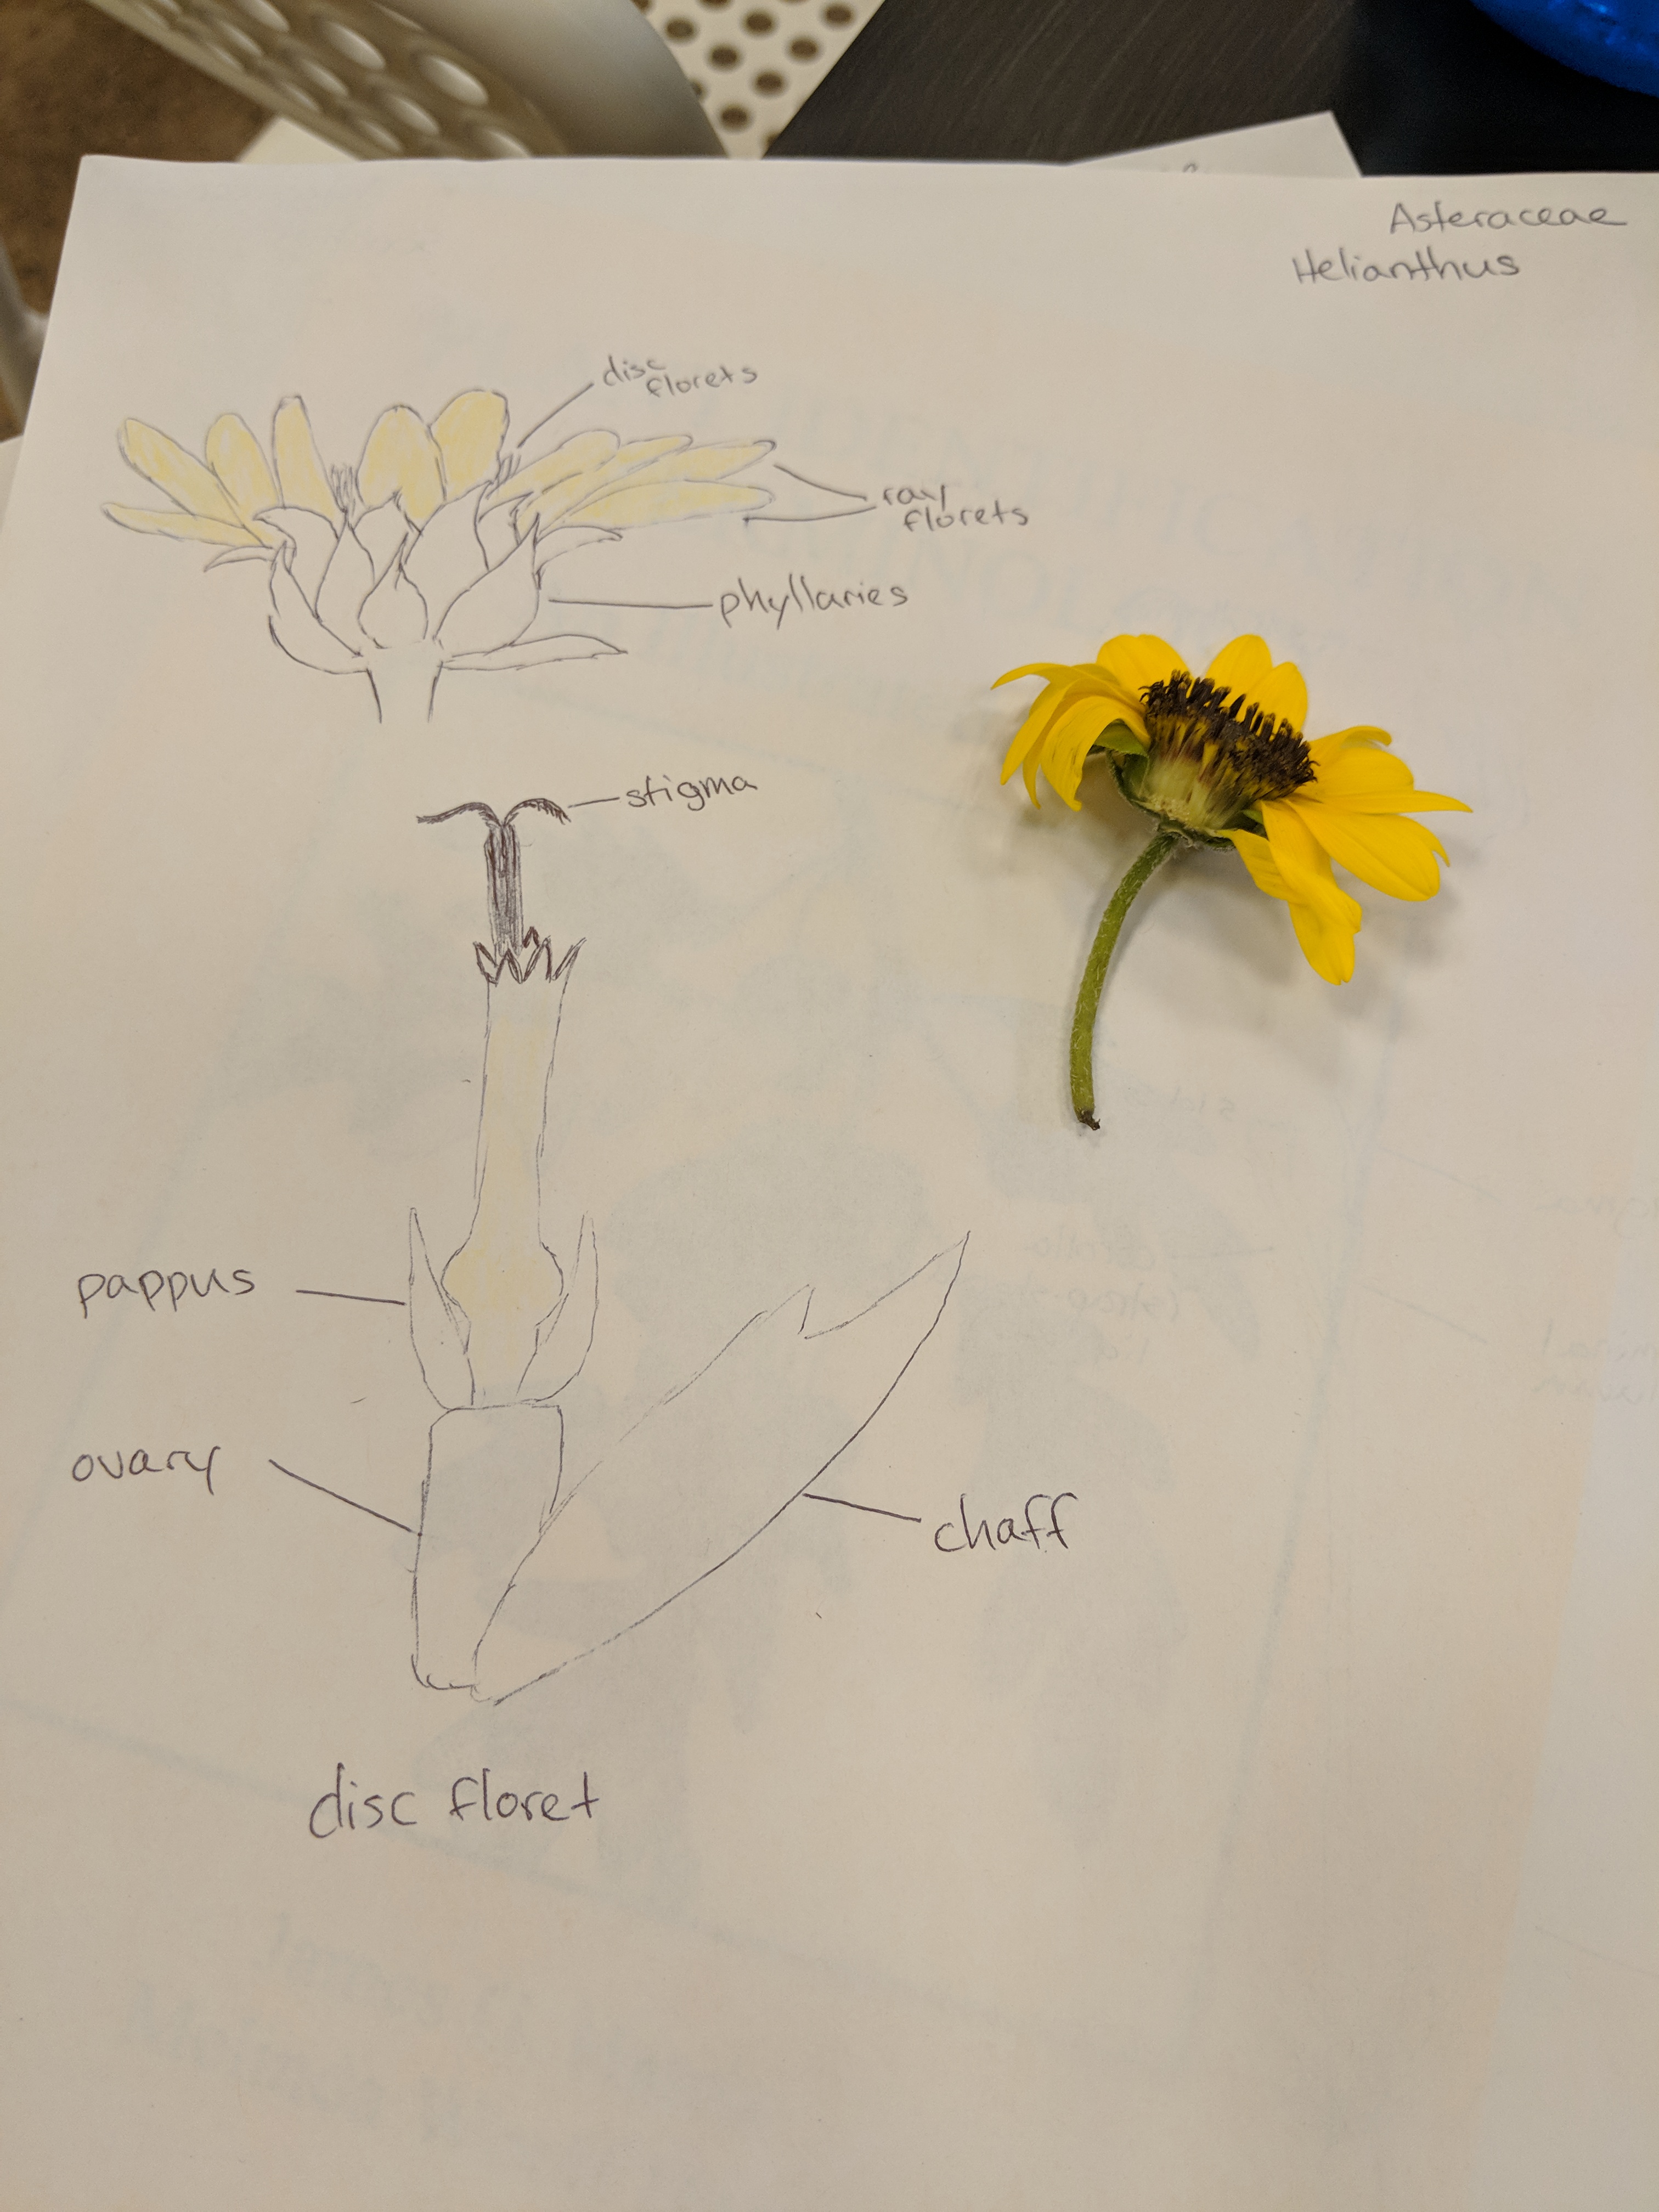 Asteraceae
Helianthus
disc
florets
ray
florets
phyllaries
stigma
pappus
ovary
chaff
disc floret